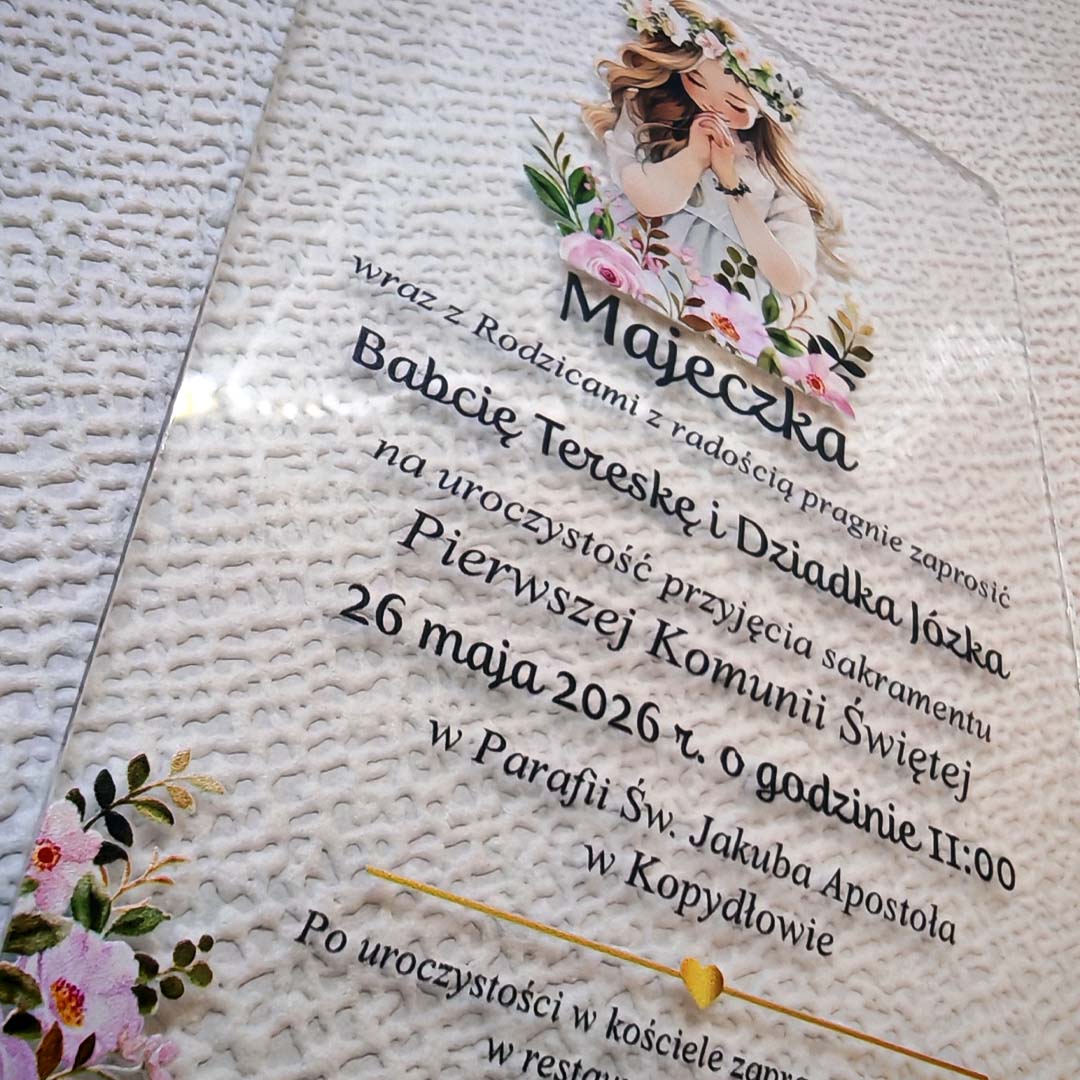 Majeczka
wraz z Rodzicami z radością pragnie zaprosić
Babcię Tereskę i Dziadka Józka
na uroczystość przyjęcia sakramentu
Pierwszej Komunii Świętej
26 maja 2026 r. o godzinie 11:00
w Parafii Św. Jakuba Apostoła
w Kopydłowie
Po uroczystości w kościele
w